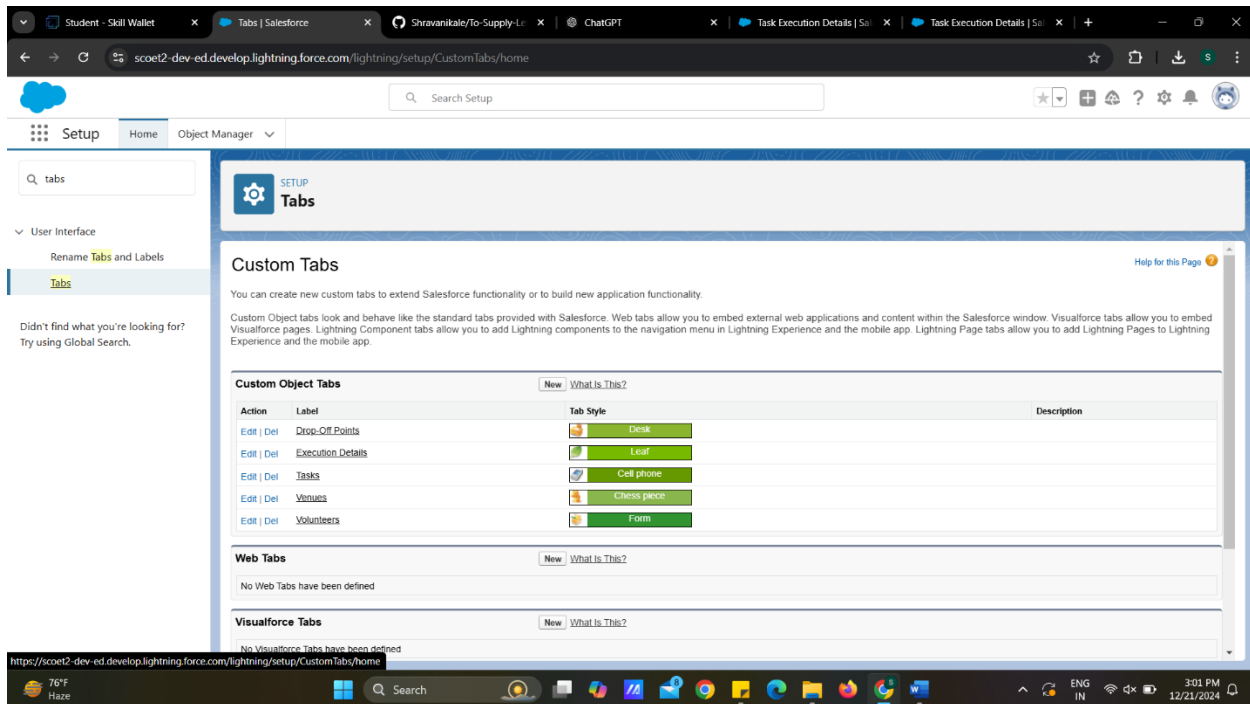 Student - Skill Wallet
Tabs | Salesforce
Shravanikale/To-Supply-Le
ChatGPT
Task Execution Details | Sal
Task Execution Details | Sal
scoet2-dev-ed.develop.lightning.force.com/lightning/setup/CustomTabs/home
S
Search Setup
Setup
Home
Object Manager
tabs
User Interface
Rename Tabs and Labels
Tabs
Didn't find what you're looking for?
Try using Global Search.
SETUP
Tabs
Custom Tabs
Help for this Page
You can create new custom tabs to extend Salesforce functionality or to build new application functionality.
Custom Object tabs look and behave like the standard tabs provided with Salesforce. Web tabs allow you to embed external web applications and content within the Salesforce window. Visualforce tabs allow you to embed
Visualforce pages. Lightning Component tabs allow you to add Lightning components to the navigation menu in Lightning Experience and the mobile app. Lightning Page tabs allow you to add Lightning Pages to Lightning
Experience and the mobile app.
Custom Object Tabs New What Is This?
Action Label Tab Style Description
Edit | Del Drop-Off Points Desk
Edit | Del Execution Details Leaf
Edit | Del Tasks Cell phone
Edit | Del Venues Chess piece
Edit | Del Volunteers Form
Web Tabs New What Is This?
No Web Tabs have been defined
Visualforce Tabs New What Is This?
No Visualforce Tabs have been defined
https://scoet2-dev-ed.develop.lightning.force.com/lightning/setup/CustomTabs/home
76°F
Haze
Search
ENG
IN
3:01 PM
12/21/2024